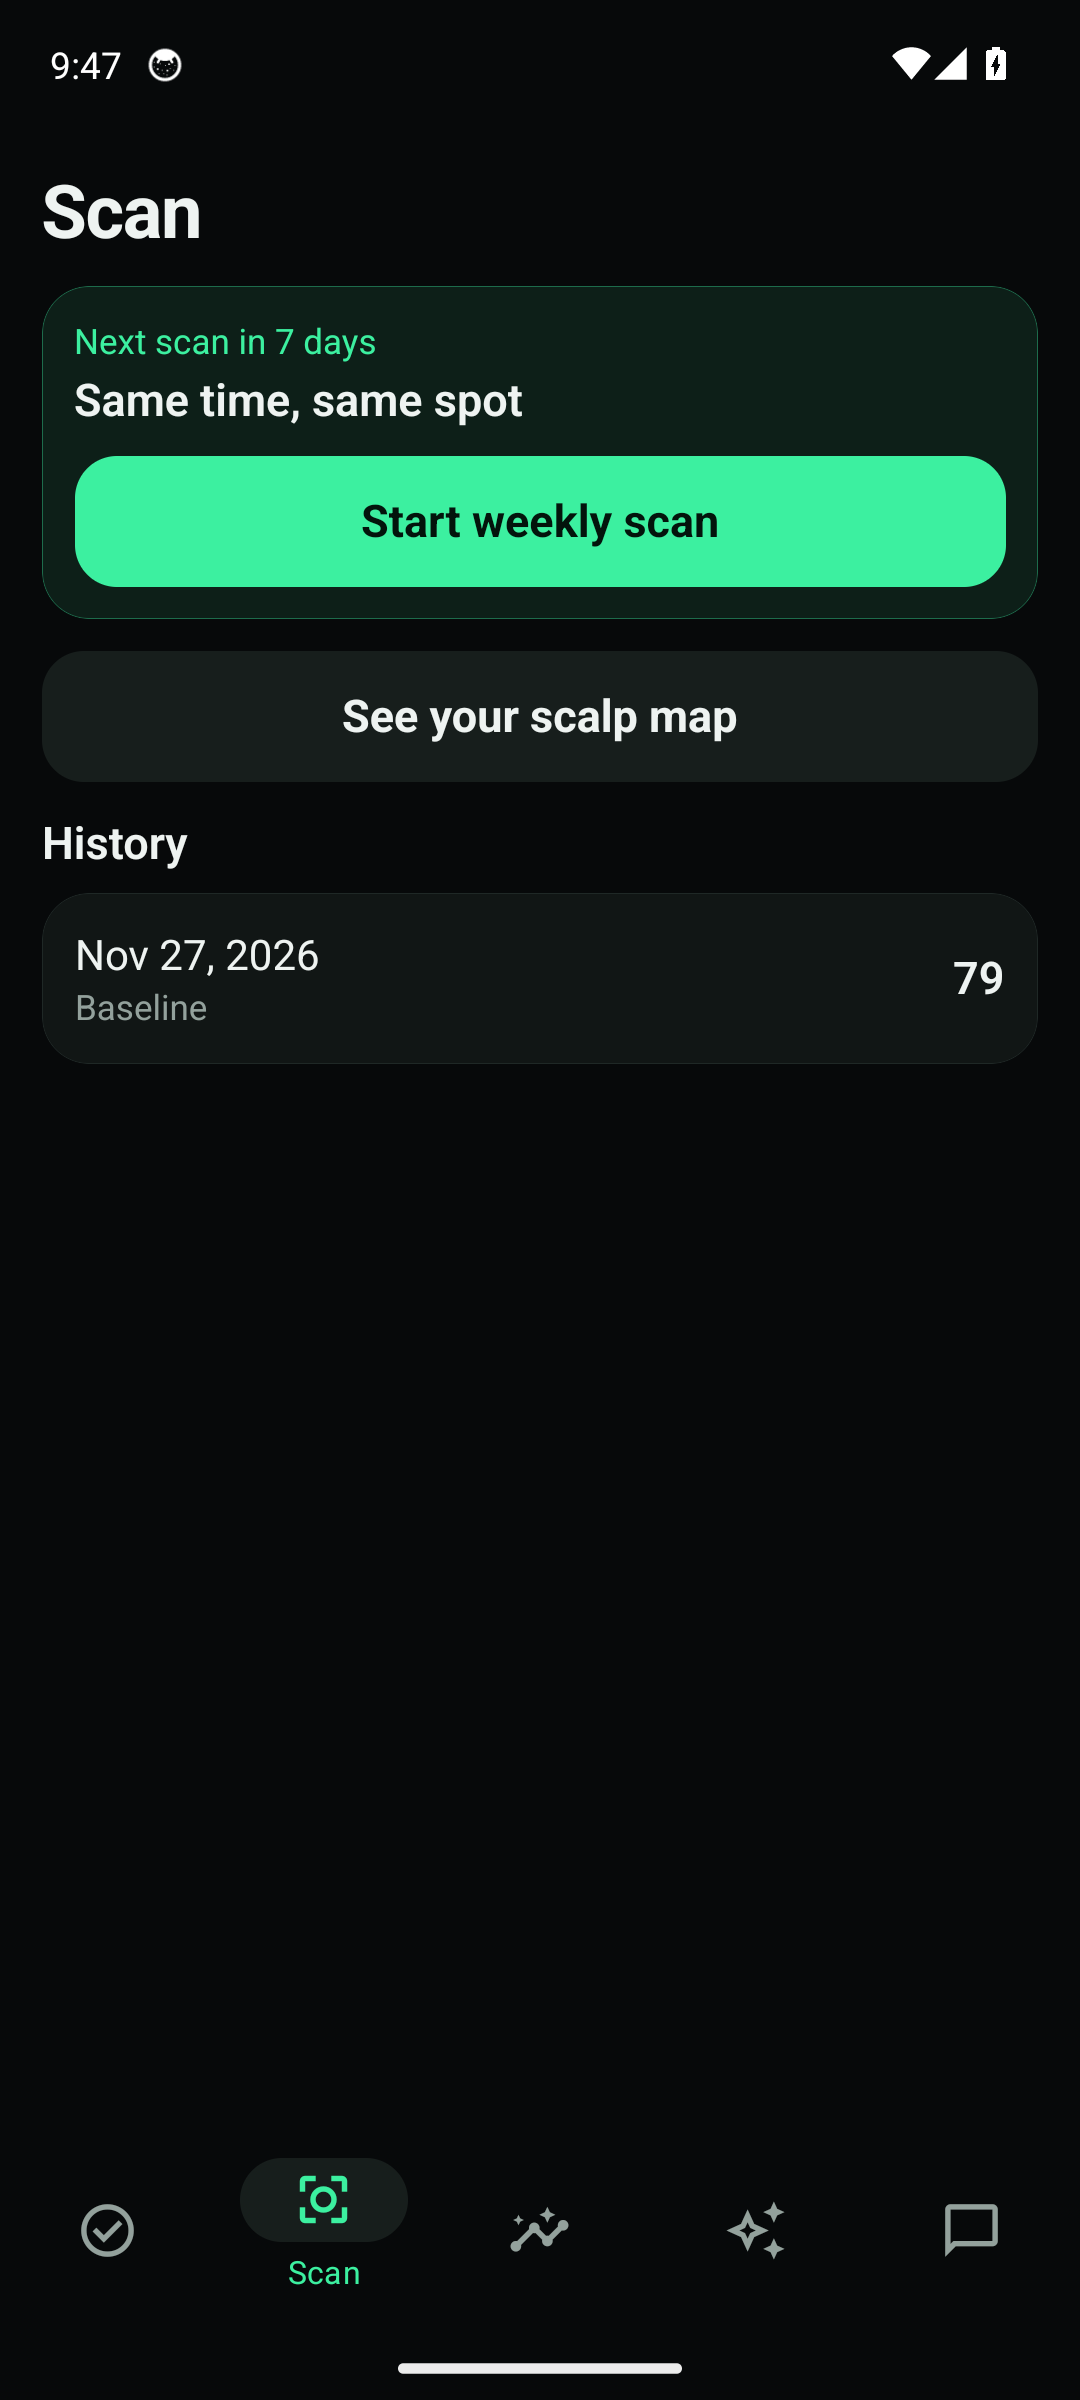 9:47
Scan
Next scan in 7 days
Same time, same spot
Start weekly scan
See your scalp map
History
Nov 27, 2026
79
Baseline
Scan